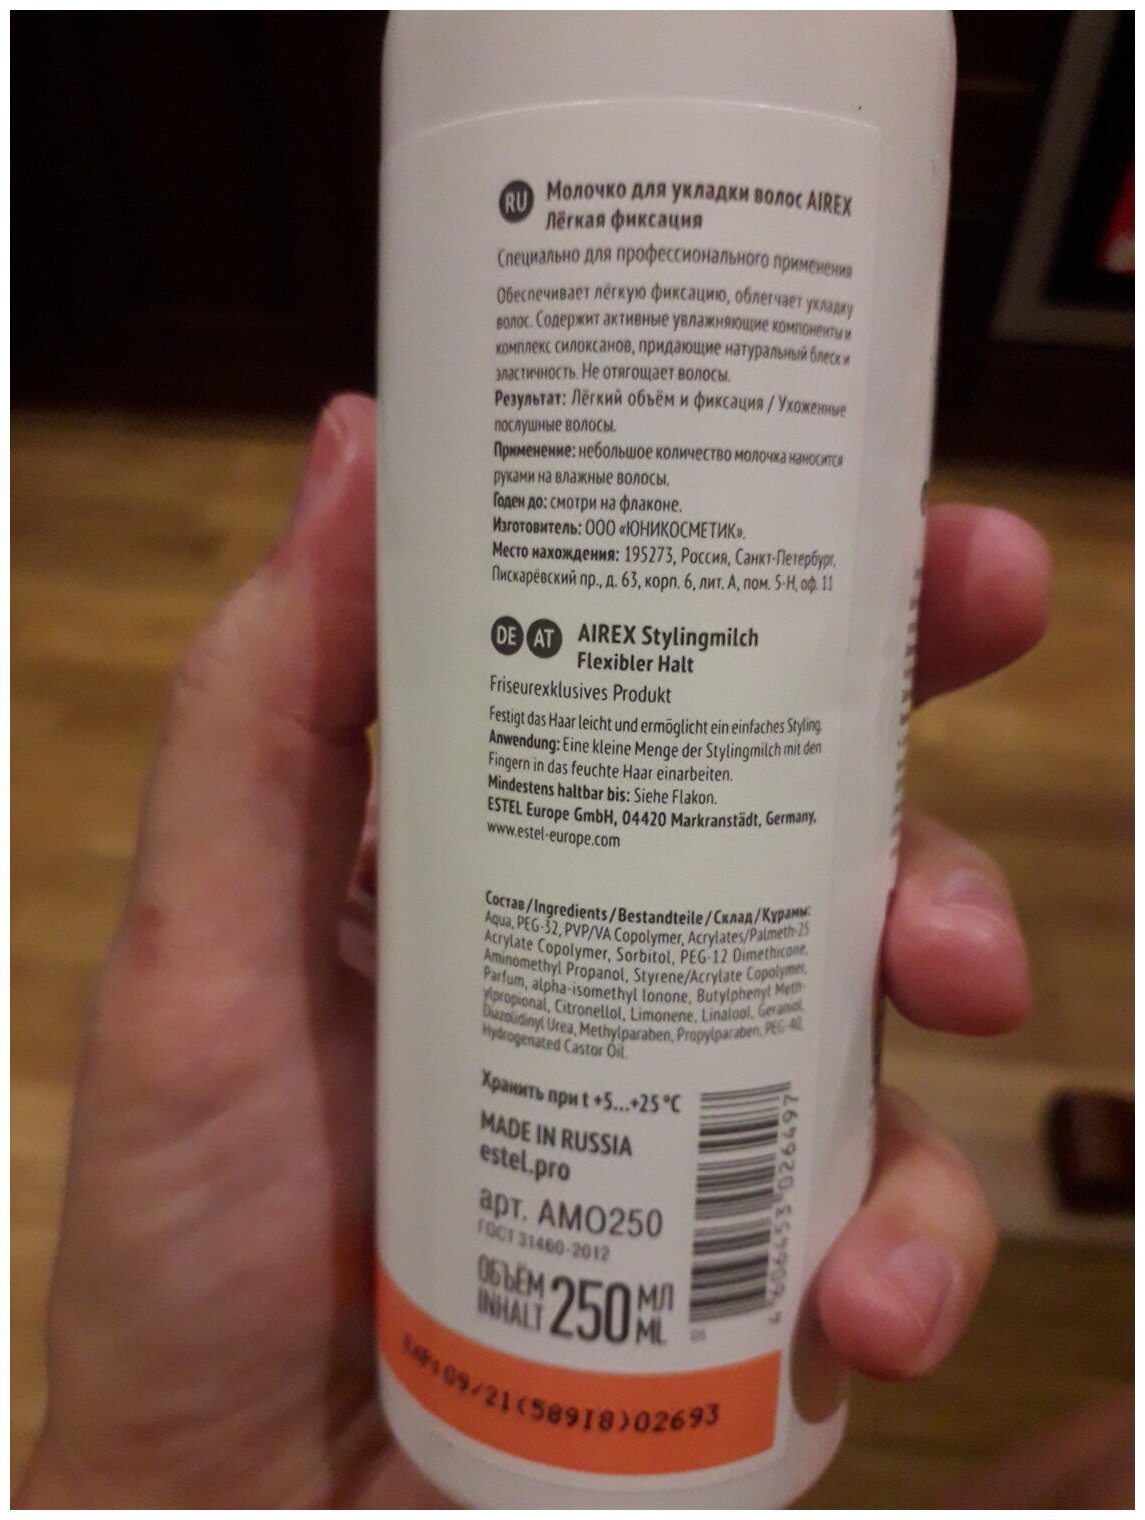 RU Молочко для укладки волос AIREX
Лёгкая фиксация
Специально для профессионального применения
Обеспечивает лёгкую фиксацию, облегчает укладку
волос. Содержит активные увлажняющие компоненты и
комплекс силоксанов, придающие натуральный блеск и
эластичность. Не отягощает волосы.
Результат: Лёгкий объём и фиксация / Ухоженные
послушные волосы.
Применение: небольшое количество молочка наносится
руками на влажные волосы.
Годен до: смотри на флаконе.
Изготовитель: ООО «ЮНИКОСМЕТИК».
Место нахождения: 195273, Россия, Санкт-Петербург,
Пискарёвский пр., д. 63, корп. 6, лит. А, пом. 5-Н, оф. 11
DE AT AIREX Stylingmilch
Flexibler Halt
Friseurexklusives Produkt
Festigt das Haar leicht und ermöglicht ein einfaches Styling.
Anwendung: Eine kleine Menge der Stylingmilch mit den
Fingern in das feuchte Haar einarbeiten.
Mindestens haltbar bis: Siehe Flakon.
ESTEL Europe GmbH, 04420 Markranstädt, Germany,
www.estel-europe.com
Состав/Ingredients/Bestandteile/Склад/Курамы:
Aqua, PEG-32, PVP/VA Copolymer, Acrylates/Palmeth-25
Acrylate Copolymer, Sorbitol, PEG-12 Dimethicone,
Aminomethyl Propanol, Styrene/Acrylate Copolymer,
Parfum, alpha-isomethyl Ionone, Butylphenyl Meth-
ylpropional, Citronellol, Limonene, Linalool, Geraniol,
Diazolidinyl Urea, Methylparaben, Propylparaben, PEG-40,
Hydrogenated Castor Oil.
Хранить при t +5...+25 °C
MADE IN RUSSIA
estel.pro
арт. AMO250
ГОСТ 31460-2012
ОБЪЁМ
INHALT
250 МЛ
ML
4 606453 026497
EXP: 09/21(58918)02693